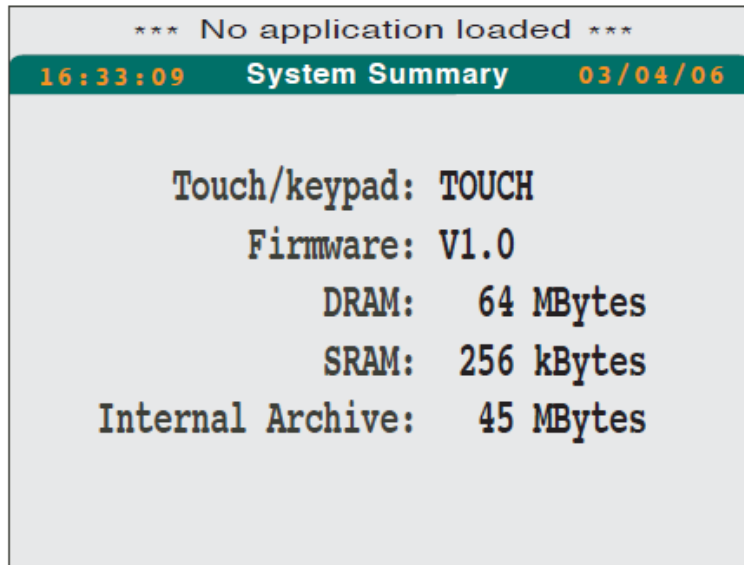 *** No application loaded ***
16:33:09 System Summary 03/04/06
Touch/keypad: TOUCH
Firmware: V1.0
DRAM: 64 MBytes
SRAM: 256 kBytes
Internal Archive: 45 MBytes